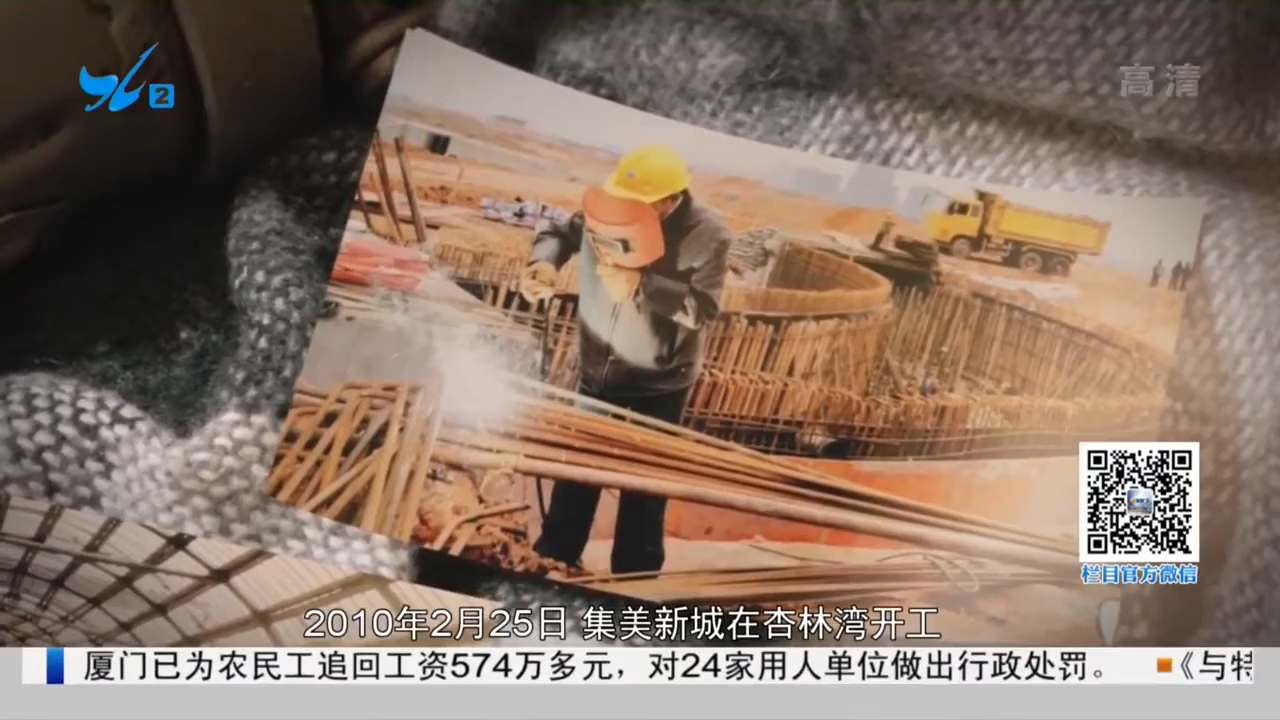 高清
2
栏目官方微信
2010年2月25日 集美新城在杏林湾开工
厦门已为农民工追回工资574万多元，对24家用人单位做出行政处罚。 《与特